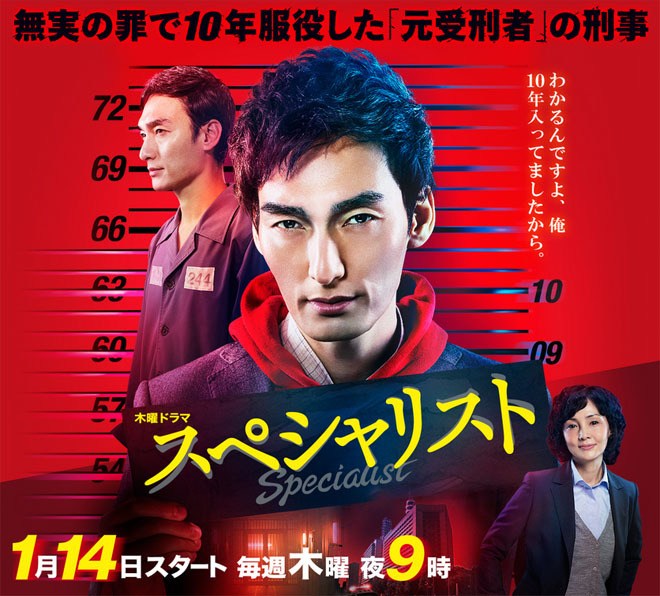 無実の罪で10年服役した「元受刑者」の刑事
わかるんですよ、俺
10年入ってましたから。
72
69
66
63
60
57
54
10
09
244
木曜ドラマ
スペシャリスト
Specialist
1月14日スタート 毎週木曜 夜9時